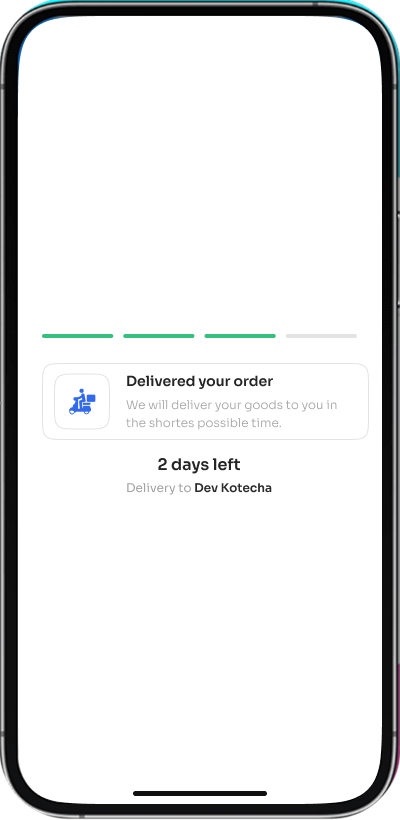 Delivered your order
We will deliver your goods to you in
the shortes possible time.
2 days left
Delivery to Dev Kotecha